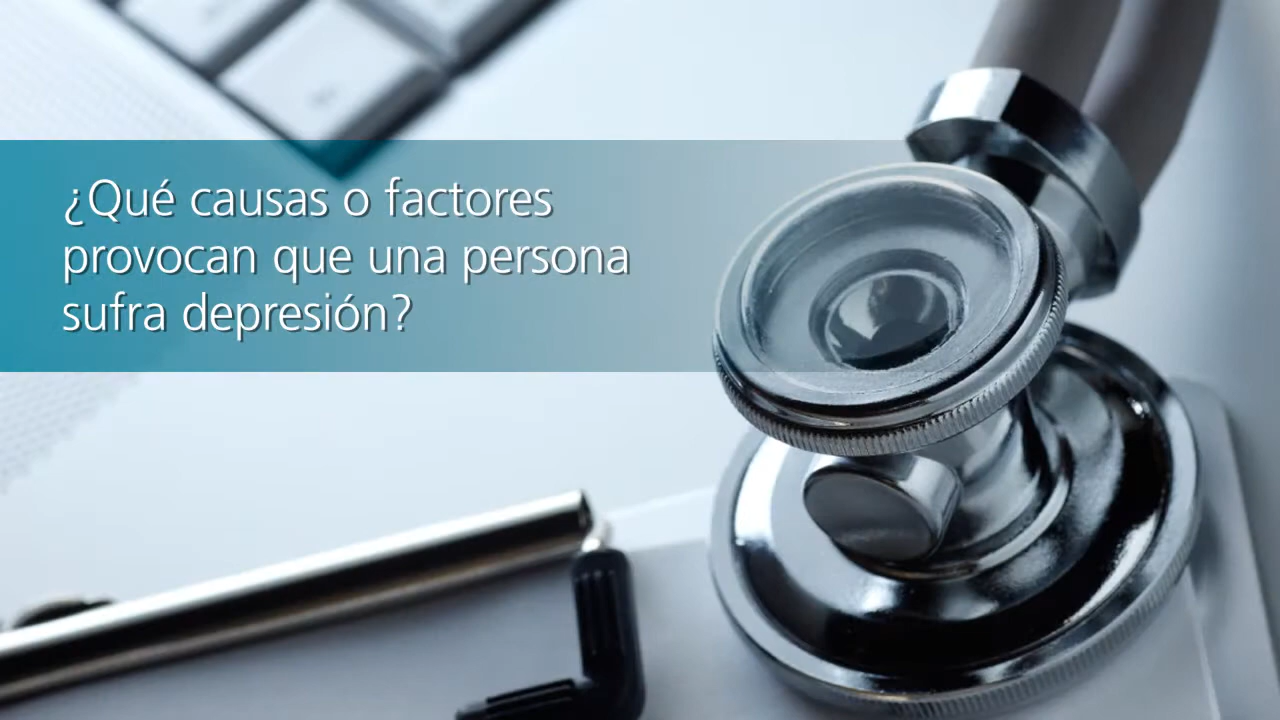 ¿Qué causas o factores
provocan que una persona
sufra depresión?